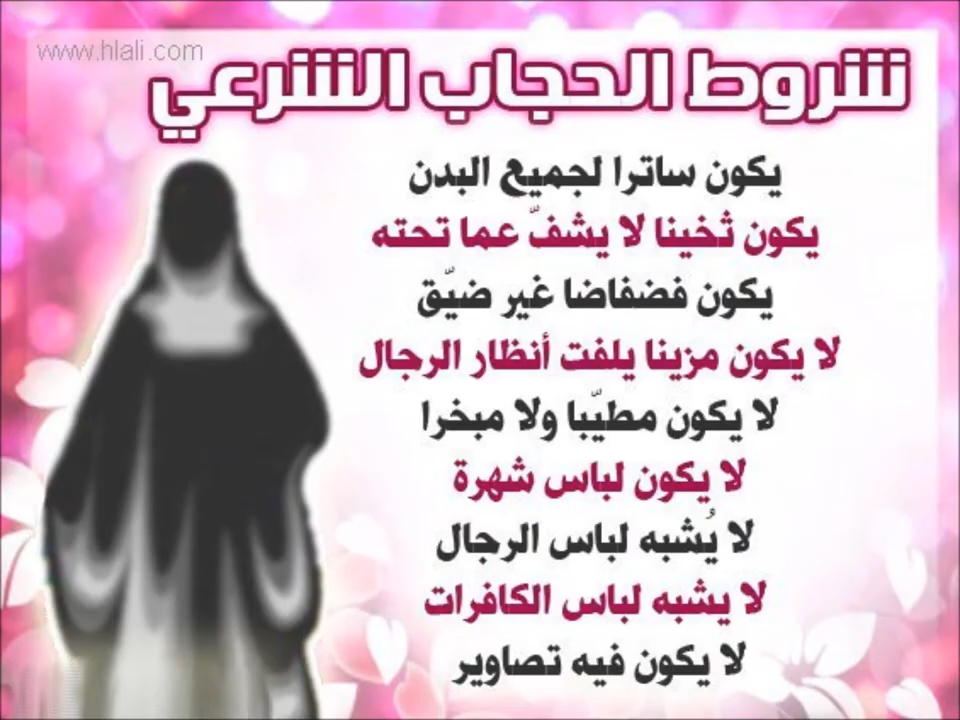 www.hlali.com
شروط الحجاب الشرعي
يكون ساترا لجميع البدن
يكون ثخينا لا يشفّ عما تحته
يكون فضفاضا غير ضيّق
لا يكون مزينا يلفت أنظار الرجال
لا يكون مطيّبا ولا مبخرا
لا يكون لباس شهرة
لا يُشبه لباس الرجال
لا يشبه لباس الكافرات
لا يكون فيه تصاوير